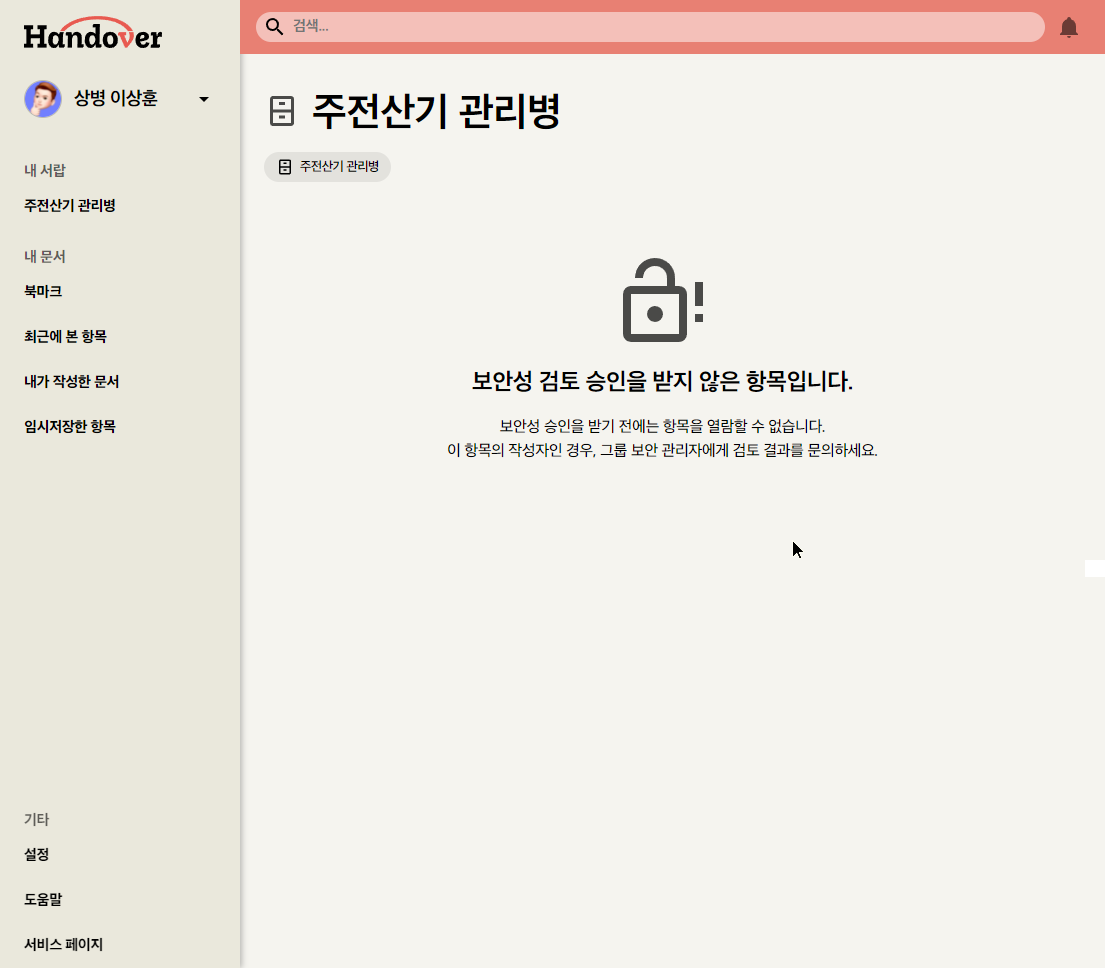 Handover
상병 이상훈
내 서랍
주전산기 관리병
내 문서
북마크
최근에 본 항목
내가 작성한 문서
임시저장한 항목
기타
설정
도움말
서비스 페이지
검색...
주전산기 관리병
주전산기 관리병
보안성 검토 승인을 받지 않은 항목입니다.
보안성 승인을 받기 전에는 항목을 열람할 수 없습니다.
이 항목의 작성자인 경우, 그룹 보안 관리자에게 검토 결과를 문의하세요.